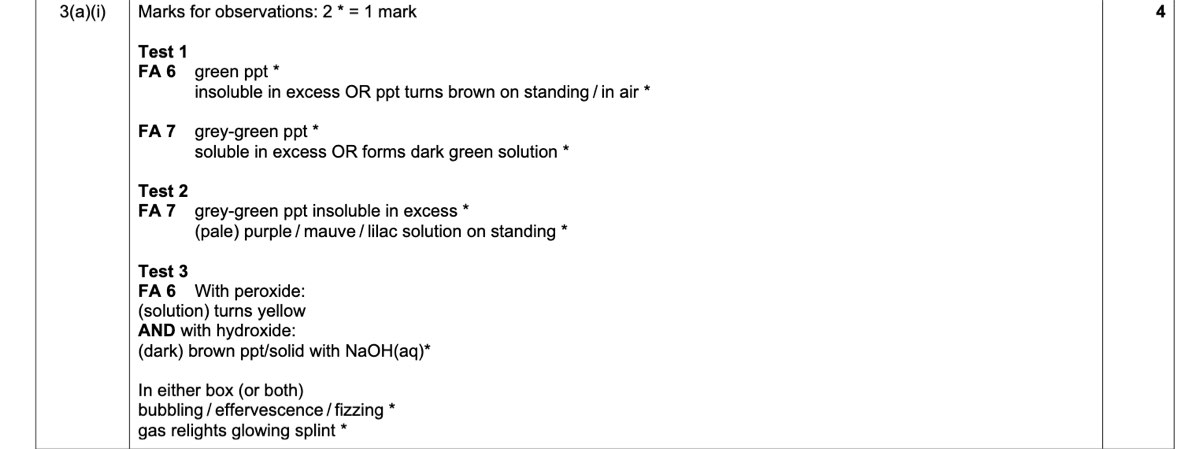 3(a)(i) Marks for observations: 2 * = 1 mark 4
Test 1
FA 6 green ppt *
insoluble in excess OR ppt turns brown on standing / in air *
FA 7 grey-green ppt *
soluble in excess OR forms dark green solution *
Test 2
FA 7 grey-green ppt insoluble in excess *
(pale) purple / mauve / lilac solution on standing *
Test 3
FA 6 With peroxide:
(solution) turns yellow
AND with hydroxide:
(dark) brown ppt/solid with NaOH(aq)*
In either box (or both)
bubbling / effervescence / fizzing *
gas relights glowing splint *